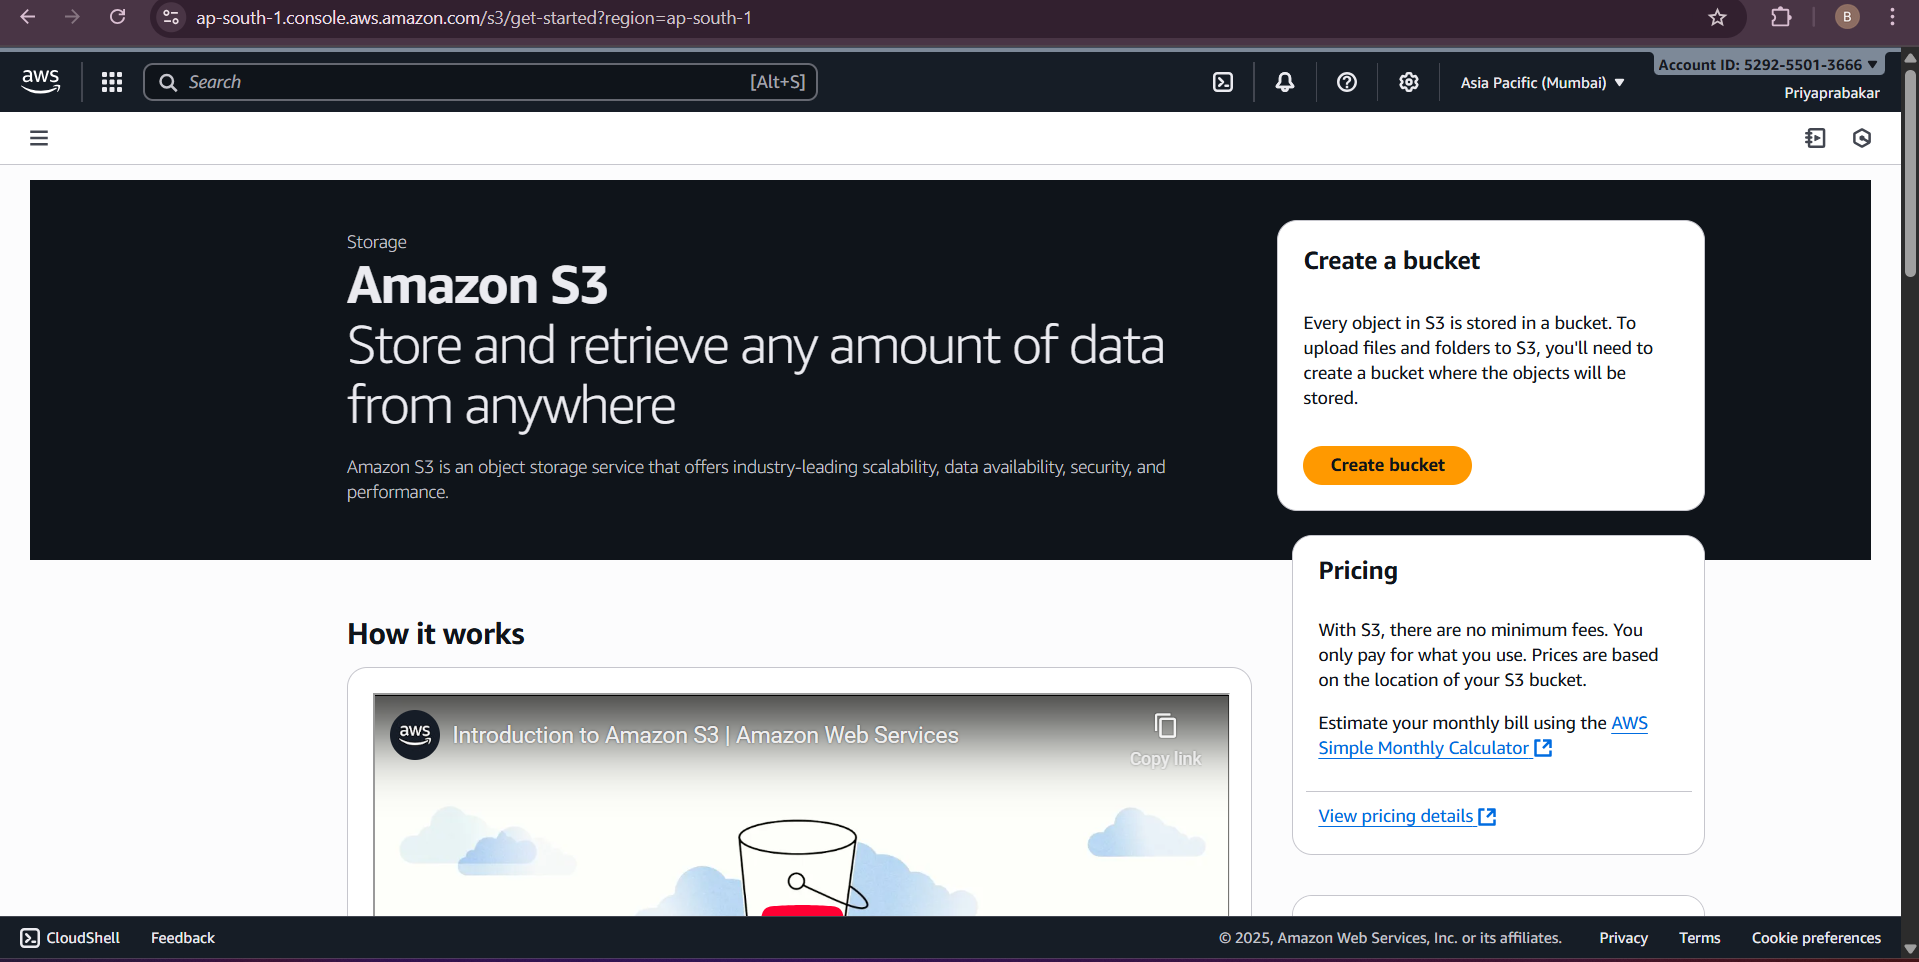 ap-south-1.console.aws.amazon.com/s3/get-started?region=ap-south-1
B
aws
Search
[Alt+S]
Asia Pacific (Mumbai)
Account ID: 5292-5501-3666
Priyaprabakar
Storage
Amazon S3
Store and retrieve any amount of data
from anywhere
Amazon S3 is an object storage service that offers industry-leading scalability, data availability, security, and
performance.
Create a bucket
Every object in S3 is stored in a bucket. To
upload files and folders to S3, you'll need to
create a bucket where the objects will be
stored.
Create bucket
Pricing
With S3, there are no minimum fees. You
only pay for what you use. Prices are based
on the location of your S3 bucket.
Estimate your monthly bill using the AWS
Simple Monthly Calculator
View pricing details
How it works
aws
Introduction to Amazon S3 | Amazon Web Services
Copy link
CloudShell
Feedback
© 2025, Amazon Web Services, Inc. or its affiliates.
Privacy
Terms
Cookie preferences